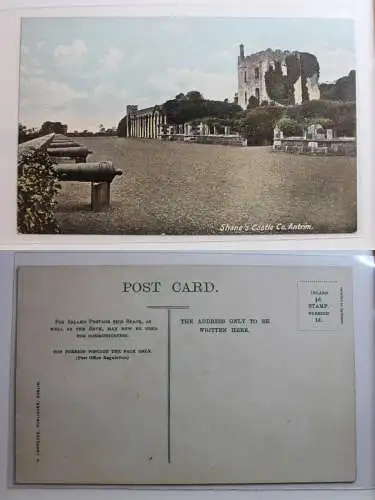 Shane's Castle Co. Antrim.
POST CARD.
For Inland Postage this Space, as
well as the Back, may now be used
for communication.
For Foreign Postage the Face only.
(Post Office Regulation.)
THE ADDRESS ONLY TO BE
WRITTEN HERE.
INLAND
½d
STAMP
FOREIGN
1d.